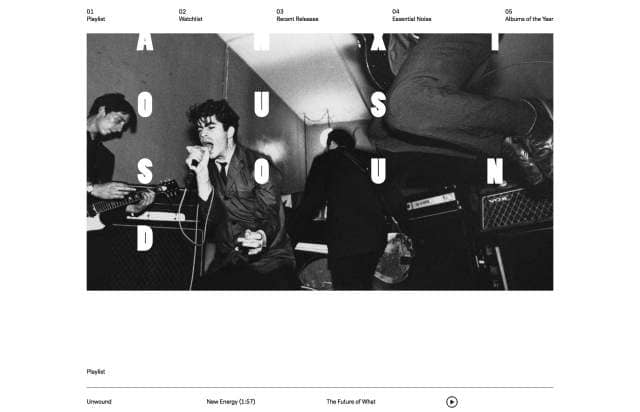 01
Playlist
02
Watchlist
03
Recent Releases
04
Essential Noise
05
Albums of the Year
A N X I
O U S
S O U N
D
VOX
Playlist
Unwound
New Energy (1:57)
The Future of What